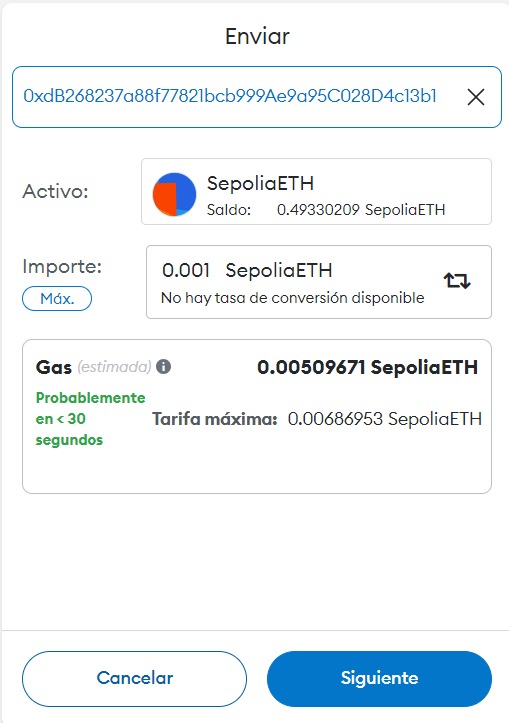 Enviar
0xdB268237a88f77821bcb999Ae9a95C028D4c13b1
Activo:
SepoliaETH
Saldo: 0.49330209 SepoliaETH
Importe:
Máx.
0.001 SepoliaETH
No hay tasa de conversión disponible
Gas (estimada) 0.00509671 SepoliaETH
Probablemente
en < 30
segundos
Tarifa máxima: 0.00686953 SepoliaETH
Cancelar
Siguiente